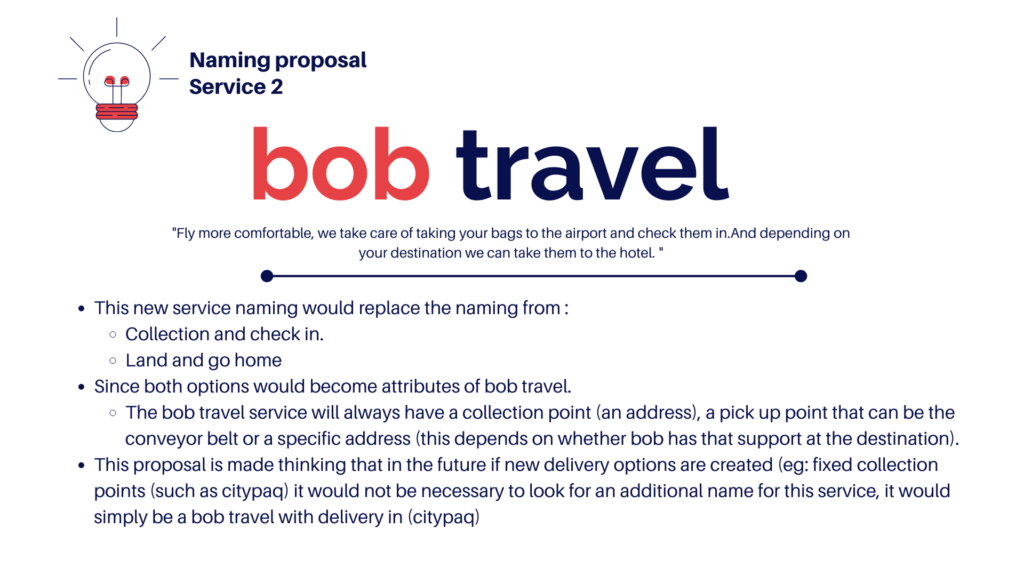 Naming proposal
Service 2
bob travel
"Fly more comfortable, we take care of taking your bags to the airport and check them in.And depending on
your destination we can take them to the hotel. "
• This new service naming would replace the naming from :
○ Collection and check in.
○ Land and go home
• Since both options would become attributes of bob travel.
○ The bob travel service will always have a collection point (an address), a pick up point that can be the
conveyor belt or a specific address (this depends on whether bob has that support at the destination).
• This proposal is made thinking that in the future if new delivery options are created (eg: fixed collection
points (such as citypaq) it would not be necessary to look for an additional name for this service, it would
simply be a bob travel with delivery in (citypaq)